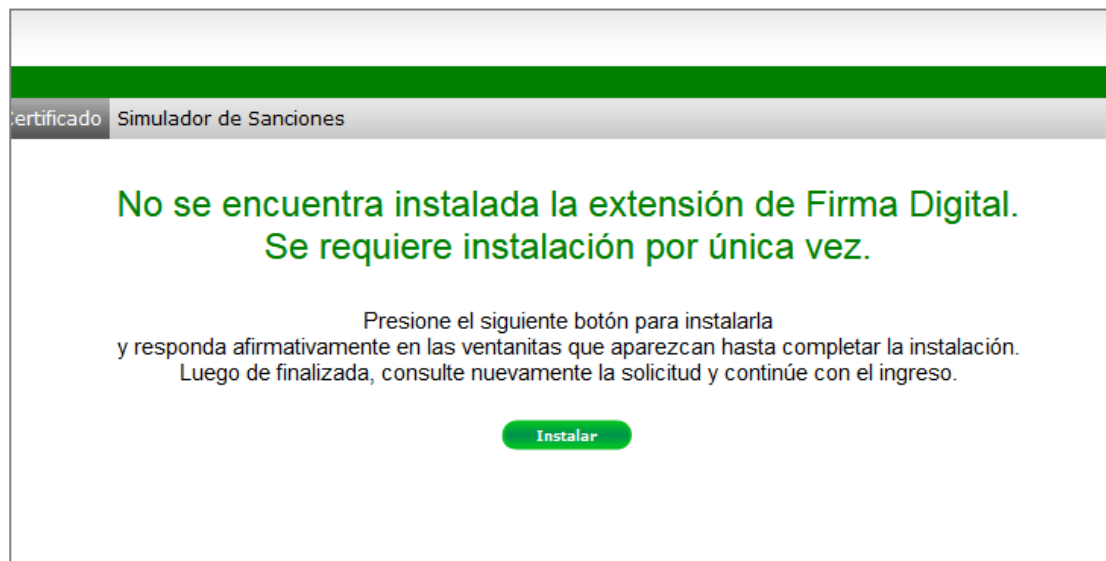 ertificado Simulador de Sanciones
No se encuentra instalada la extensión de Firma Digital.
Se requiere instalación por única vez.
Presione el siguiente botón para instalarla
y responda afirmativamente en las ventanitas que aparezcan hasta completar la instalación.
Luego de finalizada, consulte nuevamente la solicitud y continúe con el ingreso.
Instalar